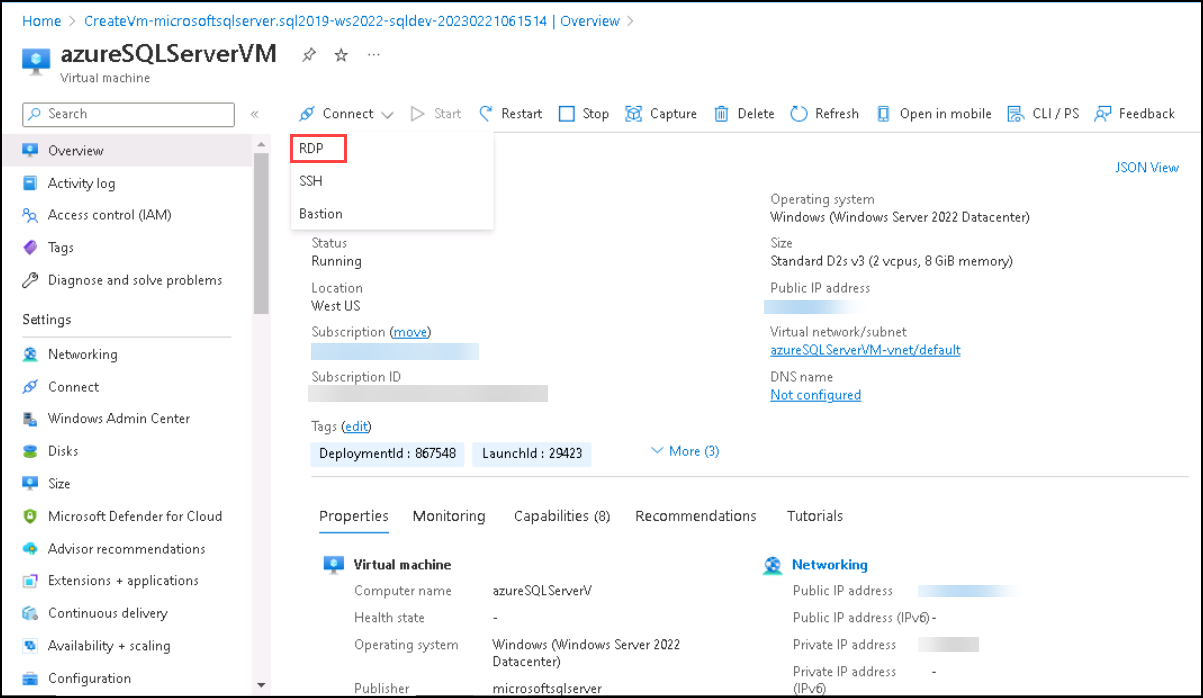 Home > CreateVm-microsoftsqlserver.sql2019-ws2022-sqldev-20230221061514 | Overview >
azureSQLServerVM
Virtual machine
Search
Connect
Start
Restart
Stop
Capture
Delete
Refresh
Open in mobile
CLI / PS
Feedback
RDP
SSH
Bastion
Overview
Activity log
Access control (IAM)
Tags
Diagnose and solve problems
Settings
Networking
Connect
Windows Admin Center
Disks
Size
Microsoft Defender for Cloud
Advisor recommendations
Extensions + applications
Continuous delivery
Availability + scaling
Configuration
JSON View
Status
Running
Location
West US
Subscription (move)
Subscription ID
Operating system
Windows (Windows Server 2022 Datacenter)
Size
Standard D2s v3 (2 vcpus, 8 GiB memory)
Public IP address
Virtual network/subnet
azureSQLServerVM-vnet/default
DNS name
Not configured
Tags (edit)
DeploymentId : 867548
LaunchId : 29423
More (3)
Properties
Monitoring
Capabilities (8)
Recommendations
Tutorials
Virtual machine
Computer name azureSQLServerV
Health state -
Operating system Windows (Windows Server 2022
Datacenter)
Publisher microsoftsqlserver
Networking
Public IP address
Public IP address (IPv6) -
Private IP address
Private IP address -
(IPv6)